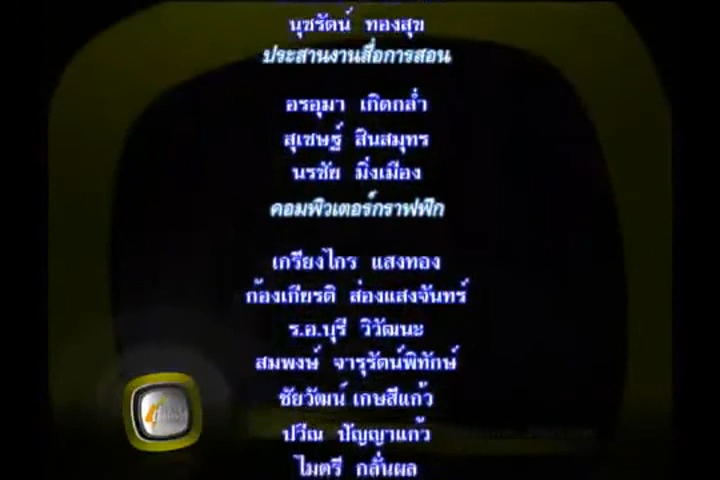 นุชรัตน์ ทองสุข
ประสานงานสื่อการสอน
อรอุมา เกิดกล่ำ
สุเชษฐ์ สินสมุทร
นรชัย มิ่งเมือง
คอมพิวเตอร์กราฟฟิก
เกรียงไกร แสงทอง
ก้องเกียรติ ส่องแสงจันทร์
ร.อ.บุรี วิวัฒนะ
สมพงษ์ จารุรัตน์พิทักษ์
ชัยวัฒน์ เกษสีแก้ว
ปวีณ ปัญญาแก้ว
ไมตรี กลั่นผล